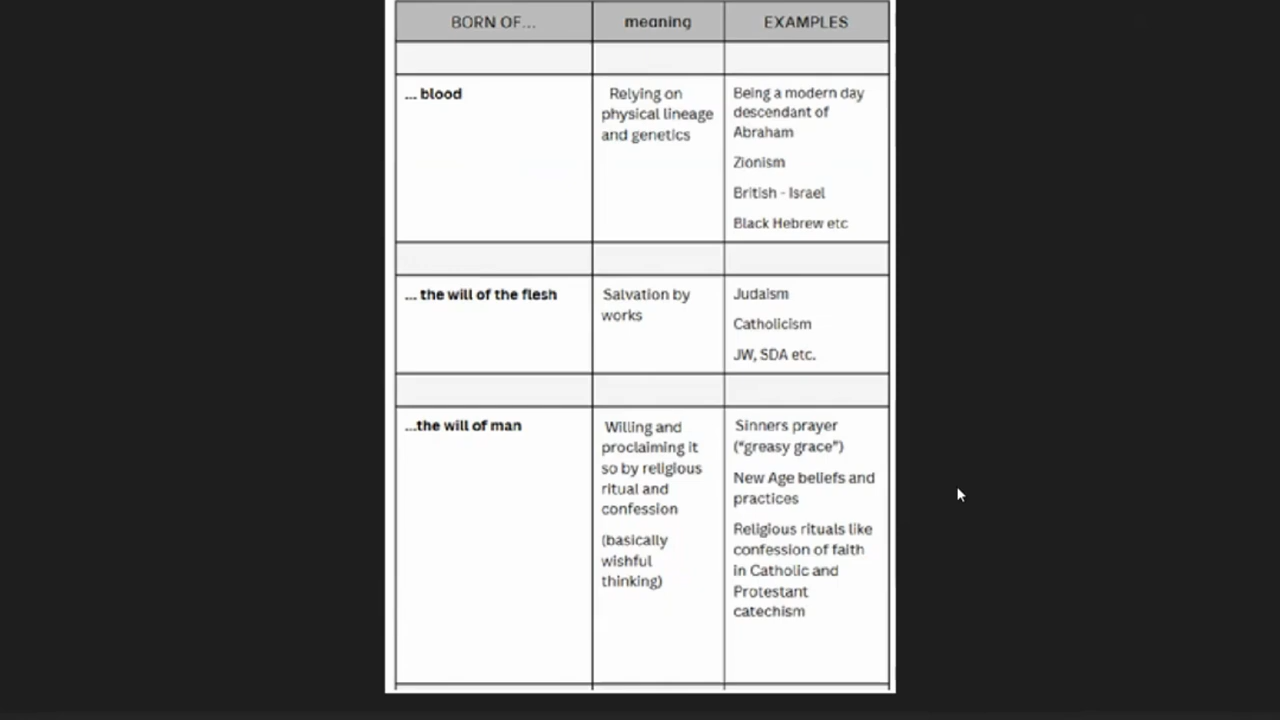 BORN OF... meaning EXAMPLES
... blood
Relying on
physical lineage
and genetics
Being a modern day
descendant of
Abraham
Zionism
British - Israel
Black Hebrew etc
... the will of the flesh
Salvation by
works
Judaism
Catholicism
JW, SDA etc.
...the will of man
Willing and
proclaiming it
so by religious
ritual and
confession
(basically
wishful
thinking)
Sinners prayer
("greasy grace")
New Age beliefs and
practices
Religious rituals like
confession of faith
in Catholic and
Protestant
catechism